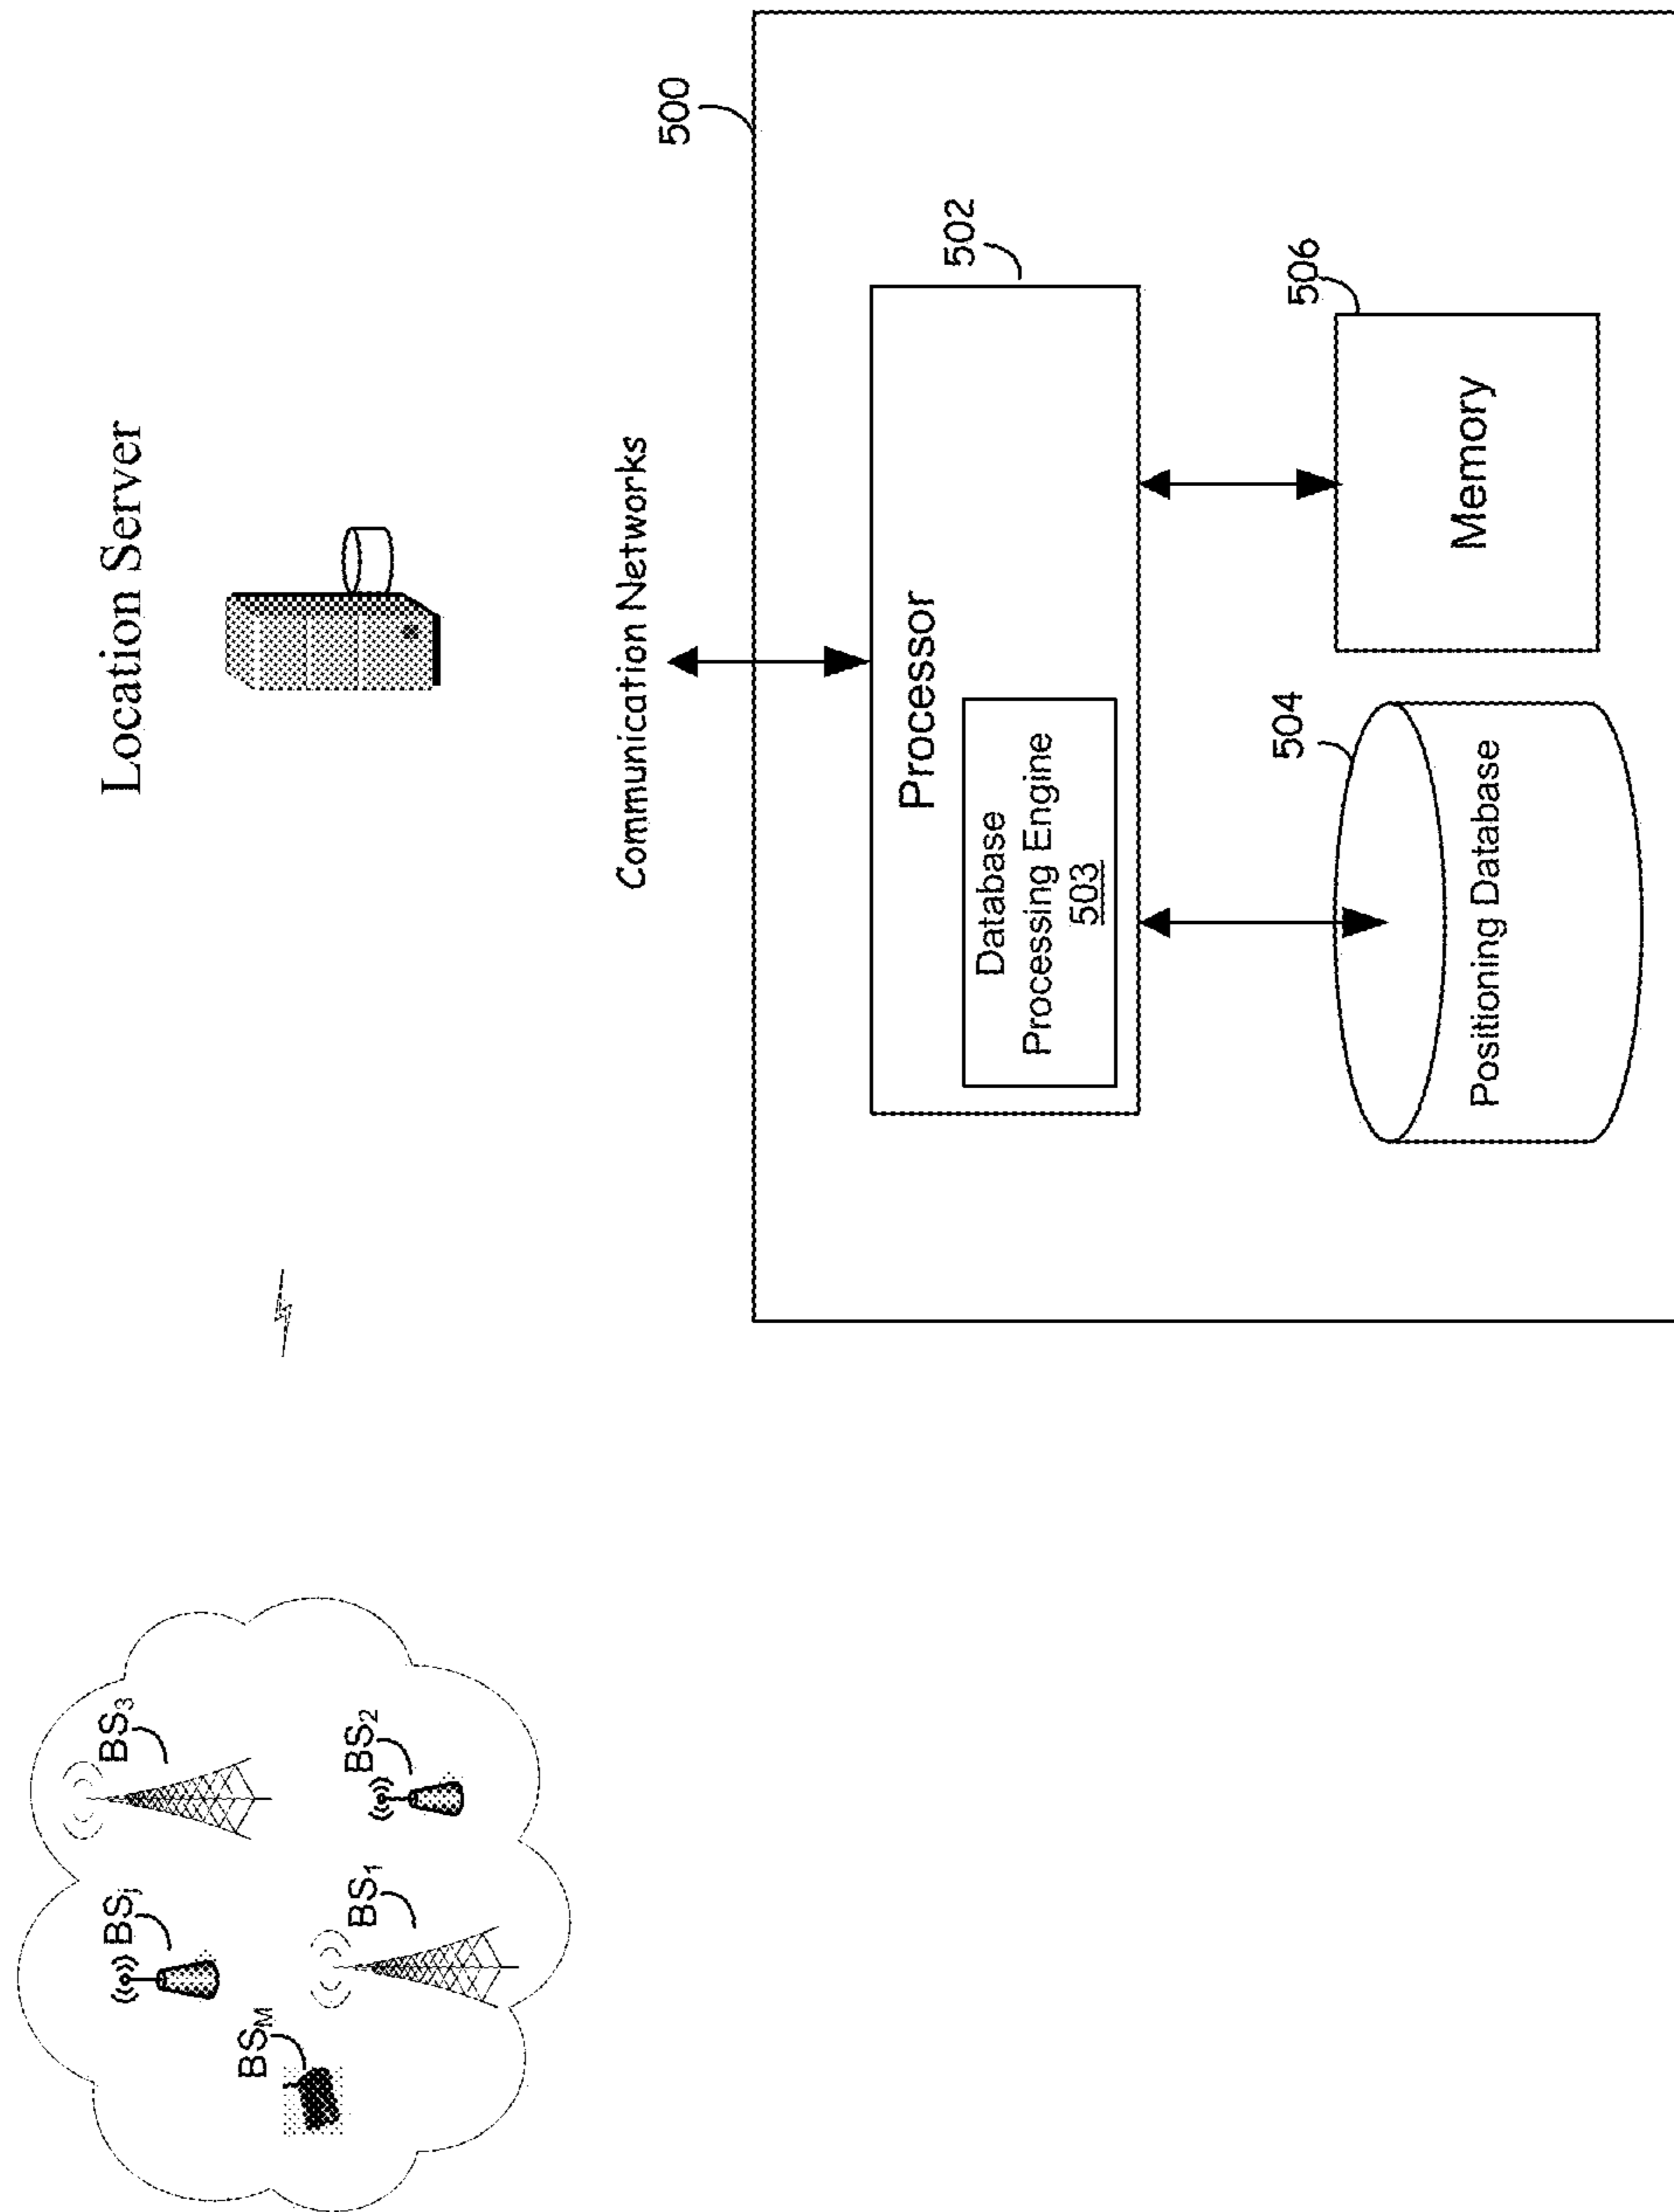 Location Server
BS3
BSj
BS2
BS1
BSM
Communication Networks
500
Processor
502
Database
Processing Engine
503
504
506
Positioning Database
Memory